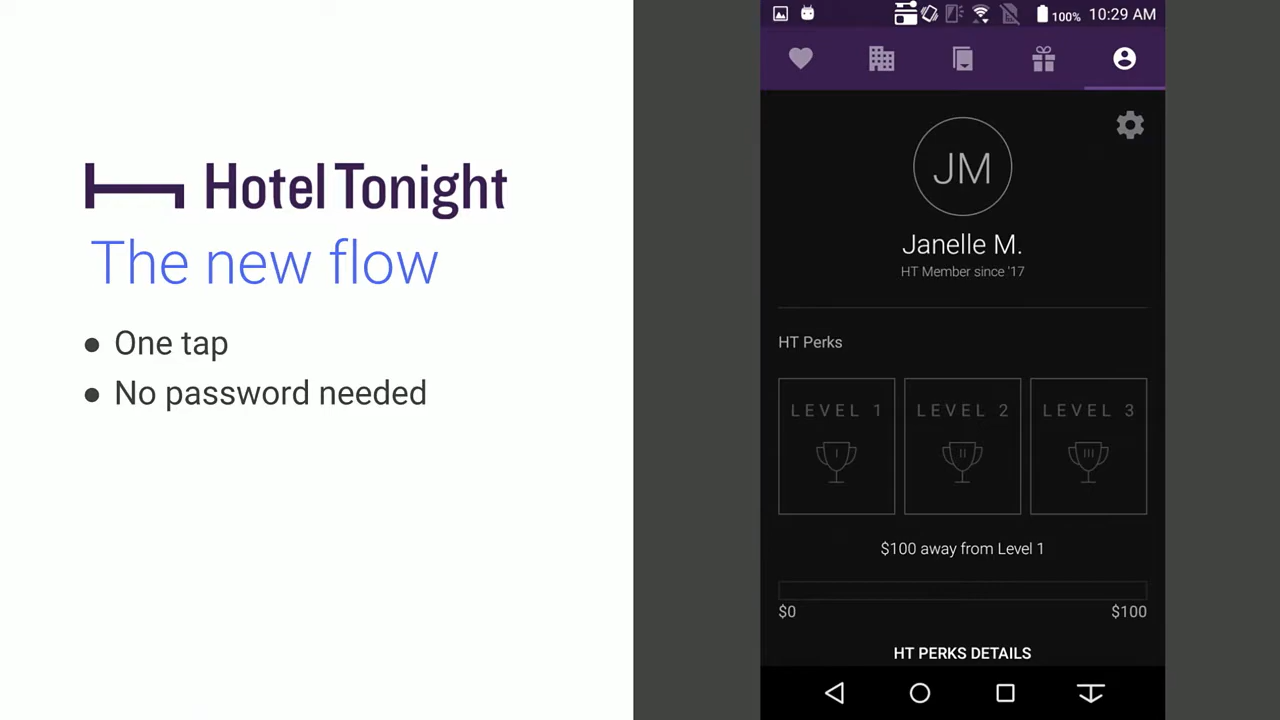 Hotel Tonight
The new flow
● One tap
● No password needed
100% 10:29 AM
JM
Janelle M.
HT Member since '17
HT Perks
LEVEL 1 LEVEL 2 LEVEL 3
I II III
$100 away from Level 1
$0 $100
HT PERKS DETAILS